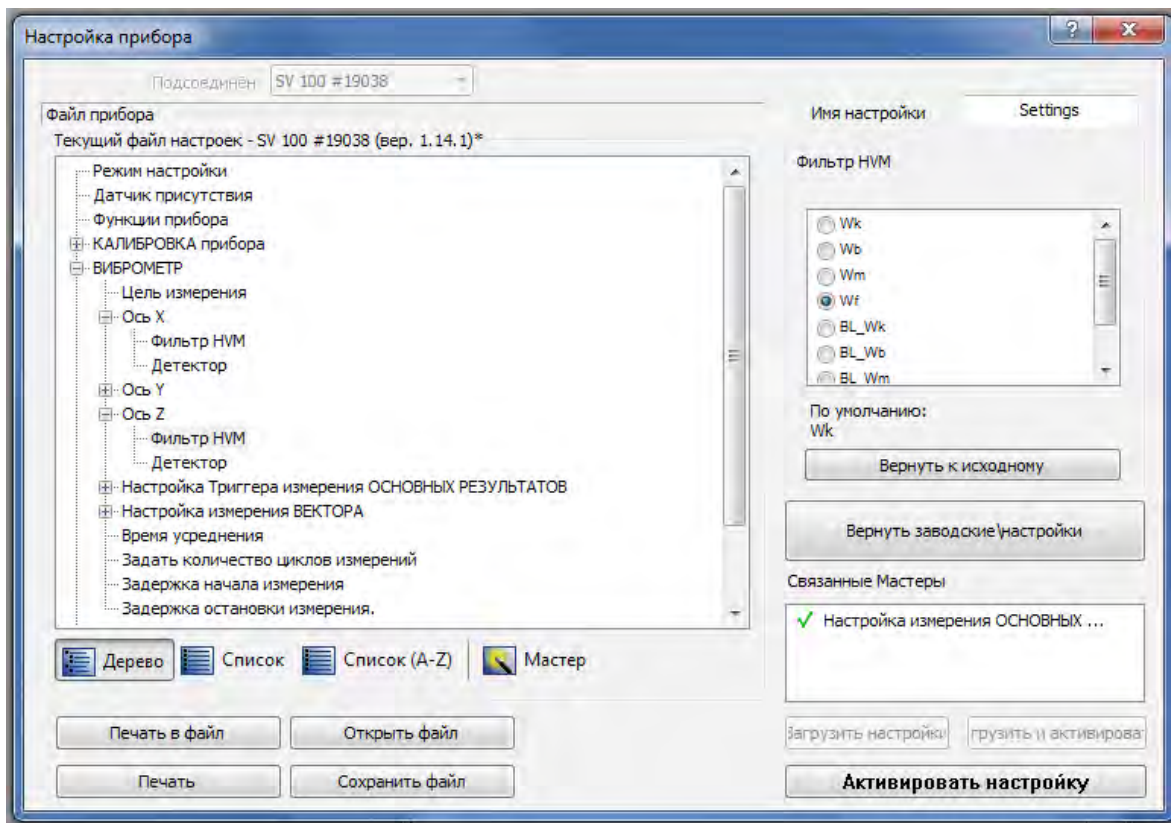 Настройка прибора
?
Подсоединён SV 100 #19038
Файл прибора
Текущий файл настроек - SV 100 #19038 (вер. 1.14.1)*
Режим настройки
Датчик присутствия
Функции прибора
КАЛИБРОВКА прибора
ВИБРОМЕТР
Цель измерения
Ось X
Фильтр HVM
Детектор
Ось Y
Ось Z
Фильтр HVM
Детектор
Настройка Триггера измерения ОСНОВНЫХ РЕЗУЛЬТАТОВ
Настройка измерения ВЕКТОРА
Время усреднения
Задать количество циклов измерений
Задержка начала измерения
Задержка остановки измерения.
Дерево Список Список (A-Z) Мастер
Печать в файл Открыть файл
Печать Сохранить файл
Имя настройки Settings
Фильтр HVM
Wk
Wb
Wm
Wf
BL_Wk
BL_Wb
BL_Wm
По умолчанию:
Wk
Вернуть к исходному
Вернуть заводские\настройки
Связанные Мастеры
Настройка измерения ОСНОВНЫХ ...
Загрузить настройки грузить и активироват
Активировать настройку